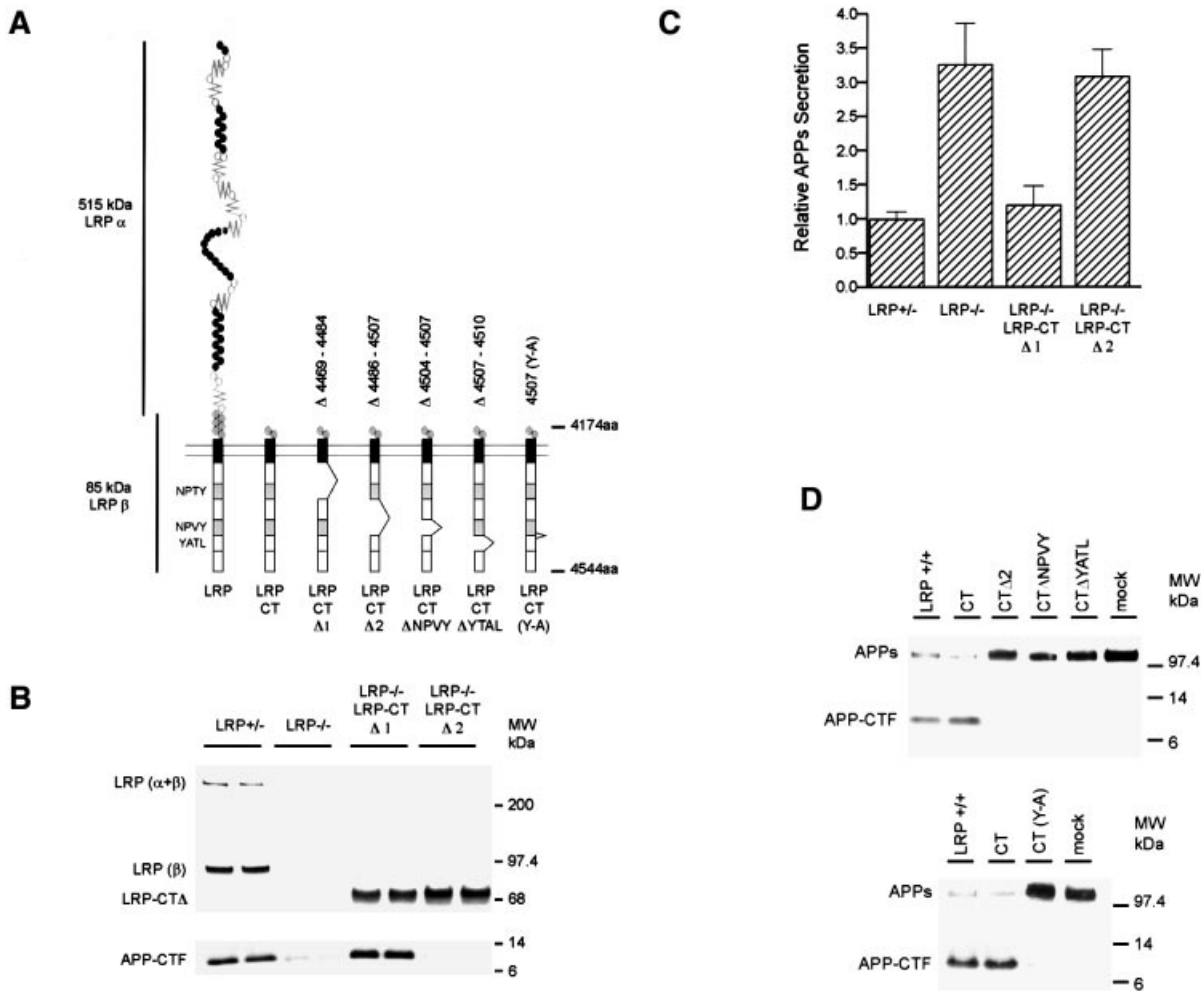 A
515 kDa
LRP α
85 kDa
LRP β
NPTY
NPVY
YATL
Δ 4469 - 4484
Δ 4486 - 4507
Δ 4504 - 4507
Δ 4507 - 4510
4507 (Y-A)
4174aa
4544aa
LRP
LRP
CT
LRP
CT
Δ1
LRP
CT
Δ2
LRP
CT
ΔNPVY
LRP
CT
ΔYTAL
LRP
CT
(Y-A)
B
LRP+/-
LRP-/-
LRP-/-
LRP-CT
Δ 1
LRP-/-
LRP-CT
Δ 2
MW
kDa
LRP (α+β)
LRP (β)
LRP-CTΔ
APP-CTF
200
97.4
68
14
6
C
Relative APPs Secretion
4.0
3.5
3.0
2.5
2.0
1.5
1.0
0.5
0.0
LRP+/-
LRP-/-
LRP-/-
LRP-CT
Δ 1
LRP-/-
LRP-CT
Δ 2
D
LRP +/+
CT
CTΔ2
CTΔNPVY
CTΔYATL
mock
MW
kDa
APPs
APP-CTF
97.4
14
6
LRP +/+
CT
CT (Y-A)
mock
MW
kDa
APPs
APP-CTF
97.4
14
6